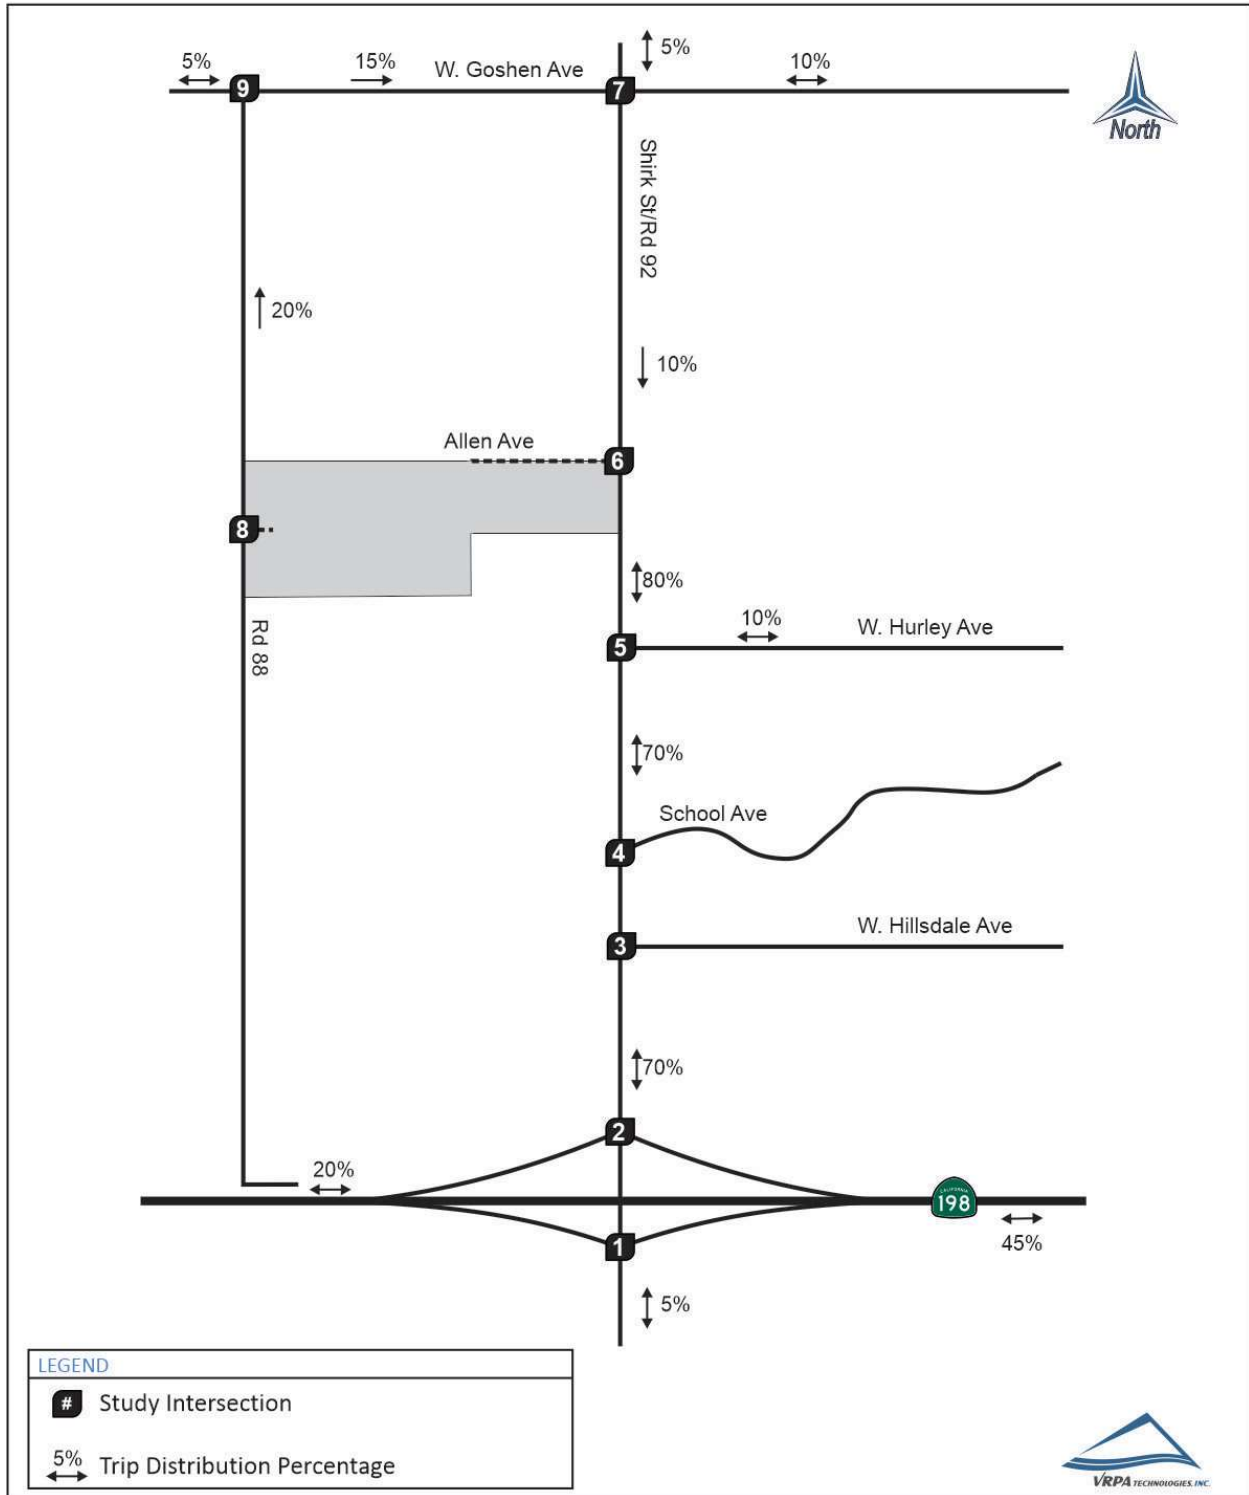 5%
5%
15%
W. Goshen Ave
10%
9
7
North
Shirk St/Rd 92
20%
10%
Allen Ave
6
8
80%
10%
W. Hurley Ave
5
Rd 88
70%
School Ave
4
W. Hillsdale Ave
3
70%
2
20%
CALIFORNIA
198
45%
1
5%
LEGEND
# Study Intersection
5% Trip Distribution Percentage
VRPA TECHNOLOGIES, INC.